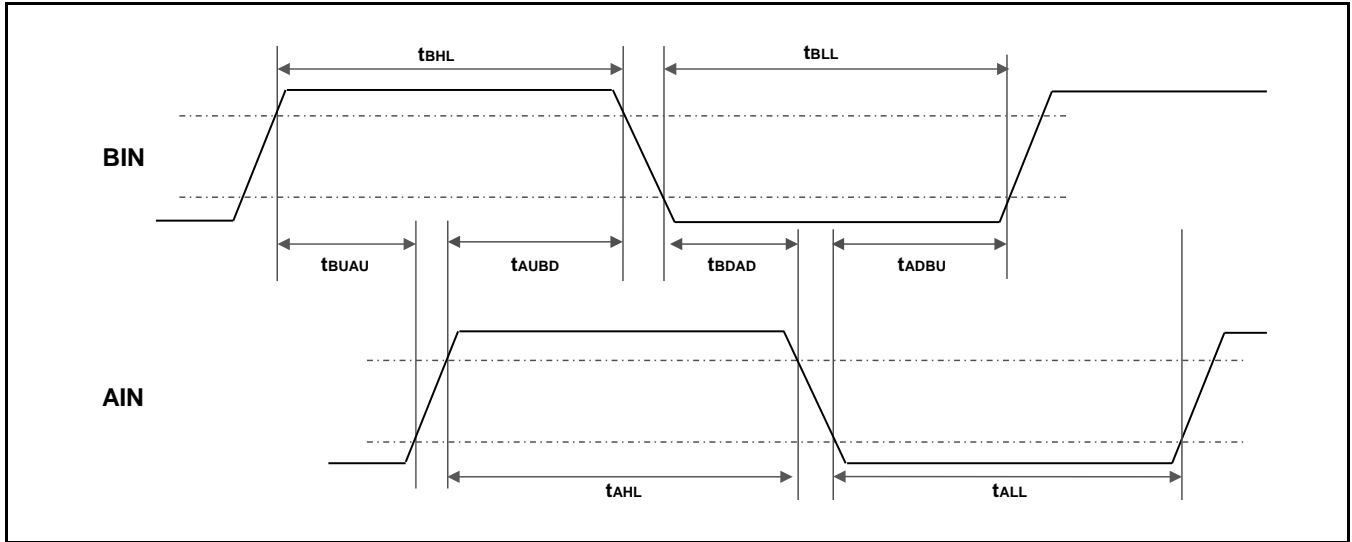 tBHL
tBLL
BIN
tBUAU
tAUBD
tBDAD
tADBU
AIN
tAHL
tALL